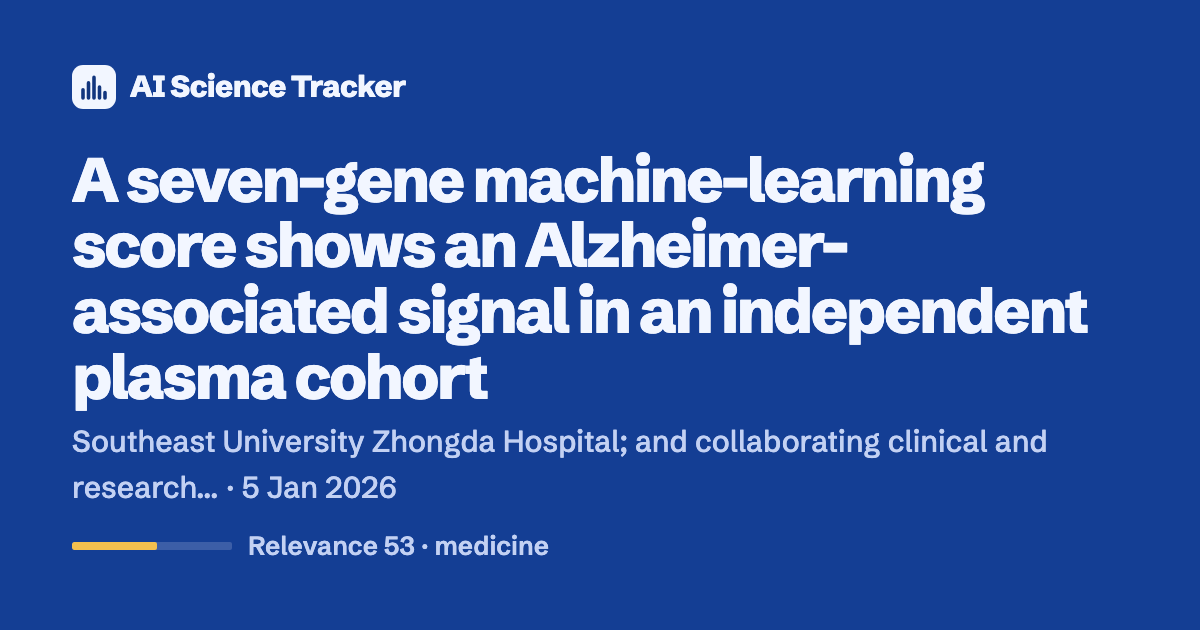 AI Science Tracker
A seven-gene machine-learning
score shows an Alzheimer-
associated signal in an independent
plasma cohort
Southeast University Zhongda Hospital; and collaborating clinical and
research... · 5 Jan 2026
Relevance 53 · medicine